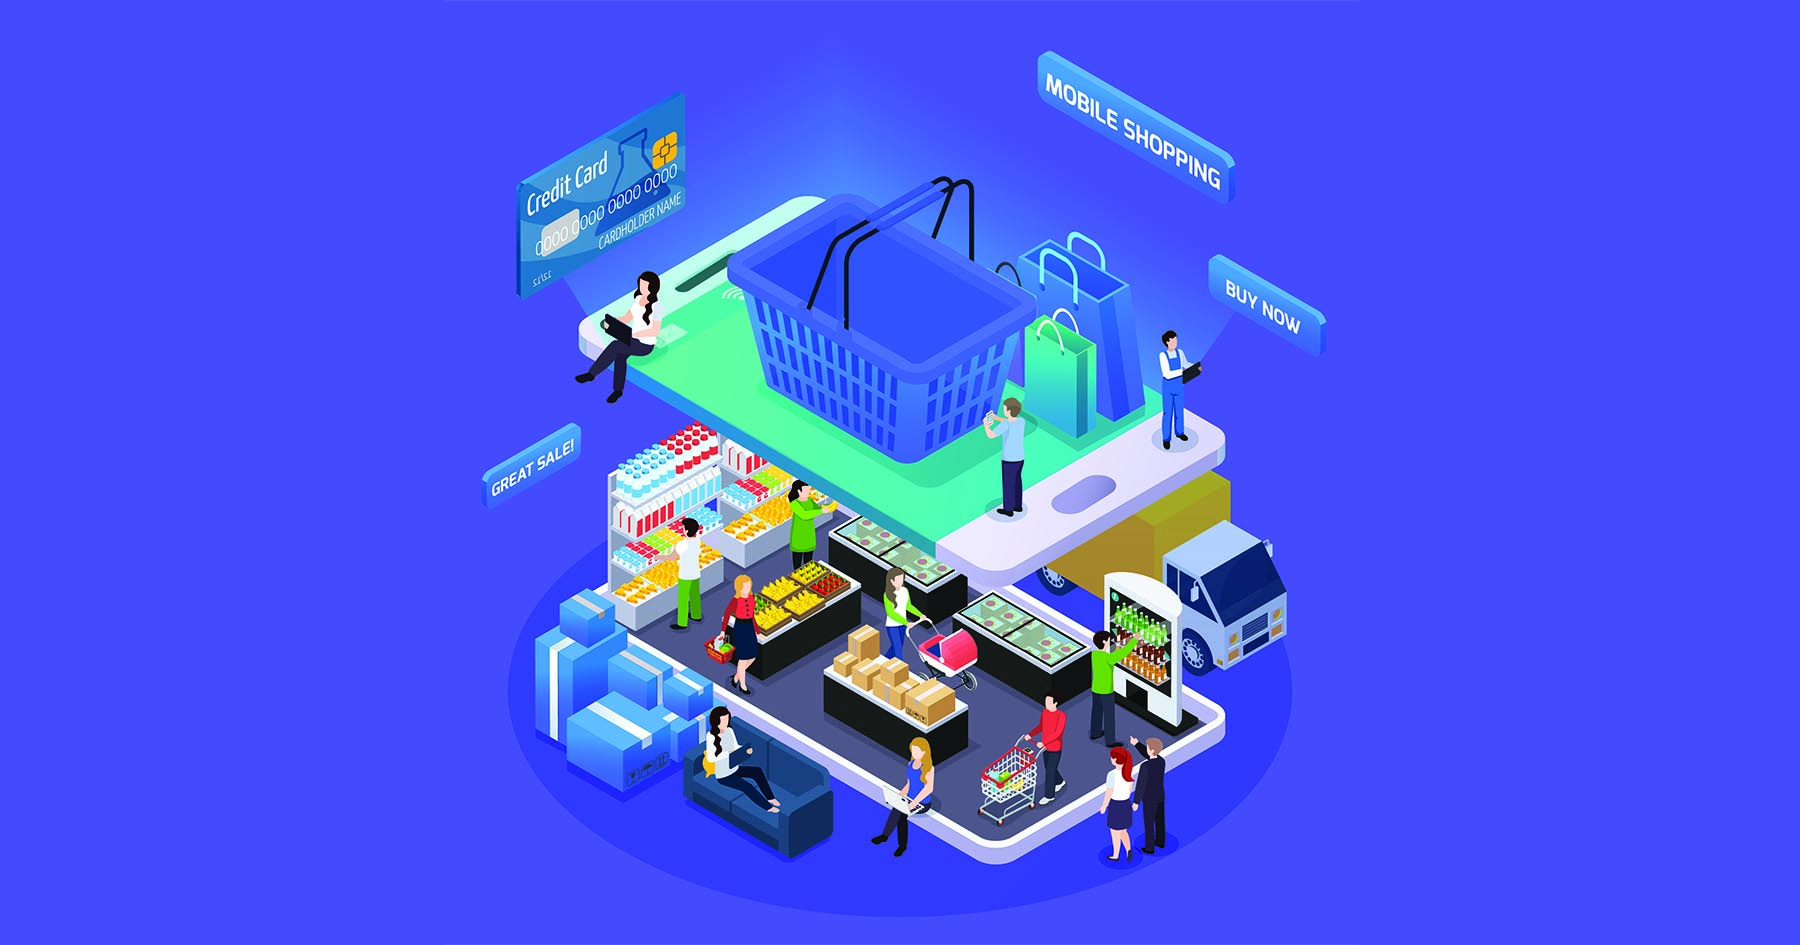 MOBILE SHOPPING
Credit Card
0000 0000 0000 0000
CARDHOLDER NAME
BUY NOW
GREAT SALE!